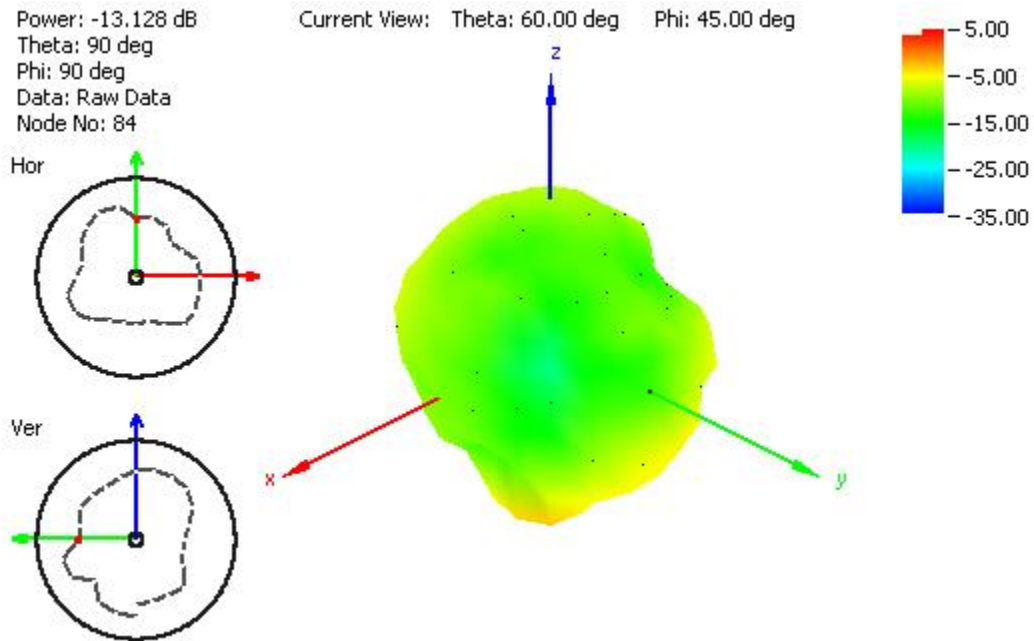 Power: -13.128 dB
Theta: 90 deg
Phi: 90 deg
Data: Raw Data
Node No: 84
Current View: Theta: 60.00 deg Phi: 45.00 deg
Hor
Ver
z
x
y
5.00
-5.00
-15.00
-25.00
-35.00